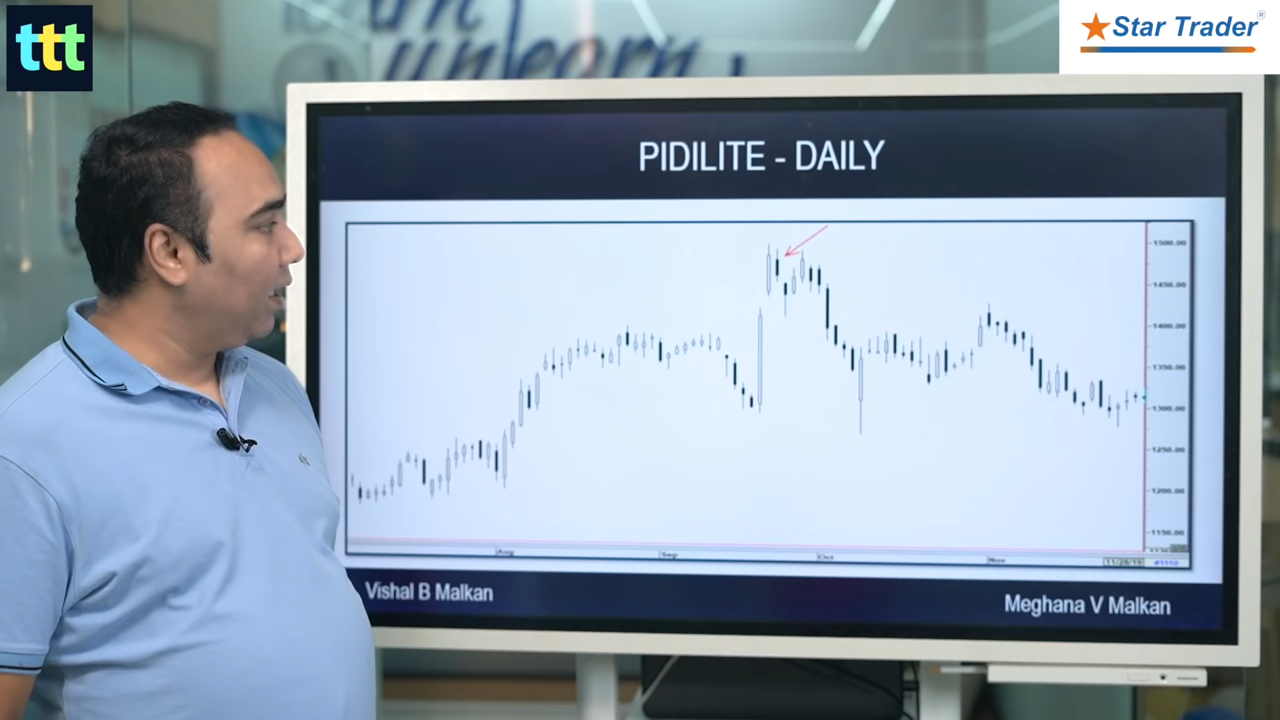 ttt
Star Trader®
unlearn
PIDILITE - DAILY
1500.00
1450.00
1400.00
1350.00
1300.00
1250.00
1200.00
1150.00
Aug
Sep
Oct
Nov
Vishal B Malkan
Meghana V Malkan